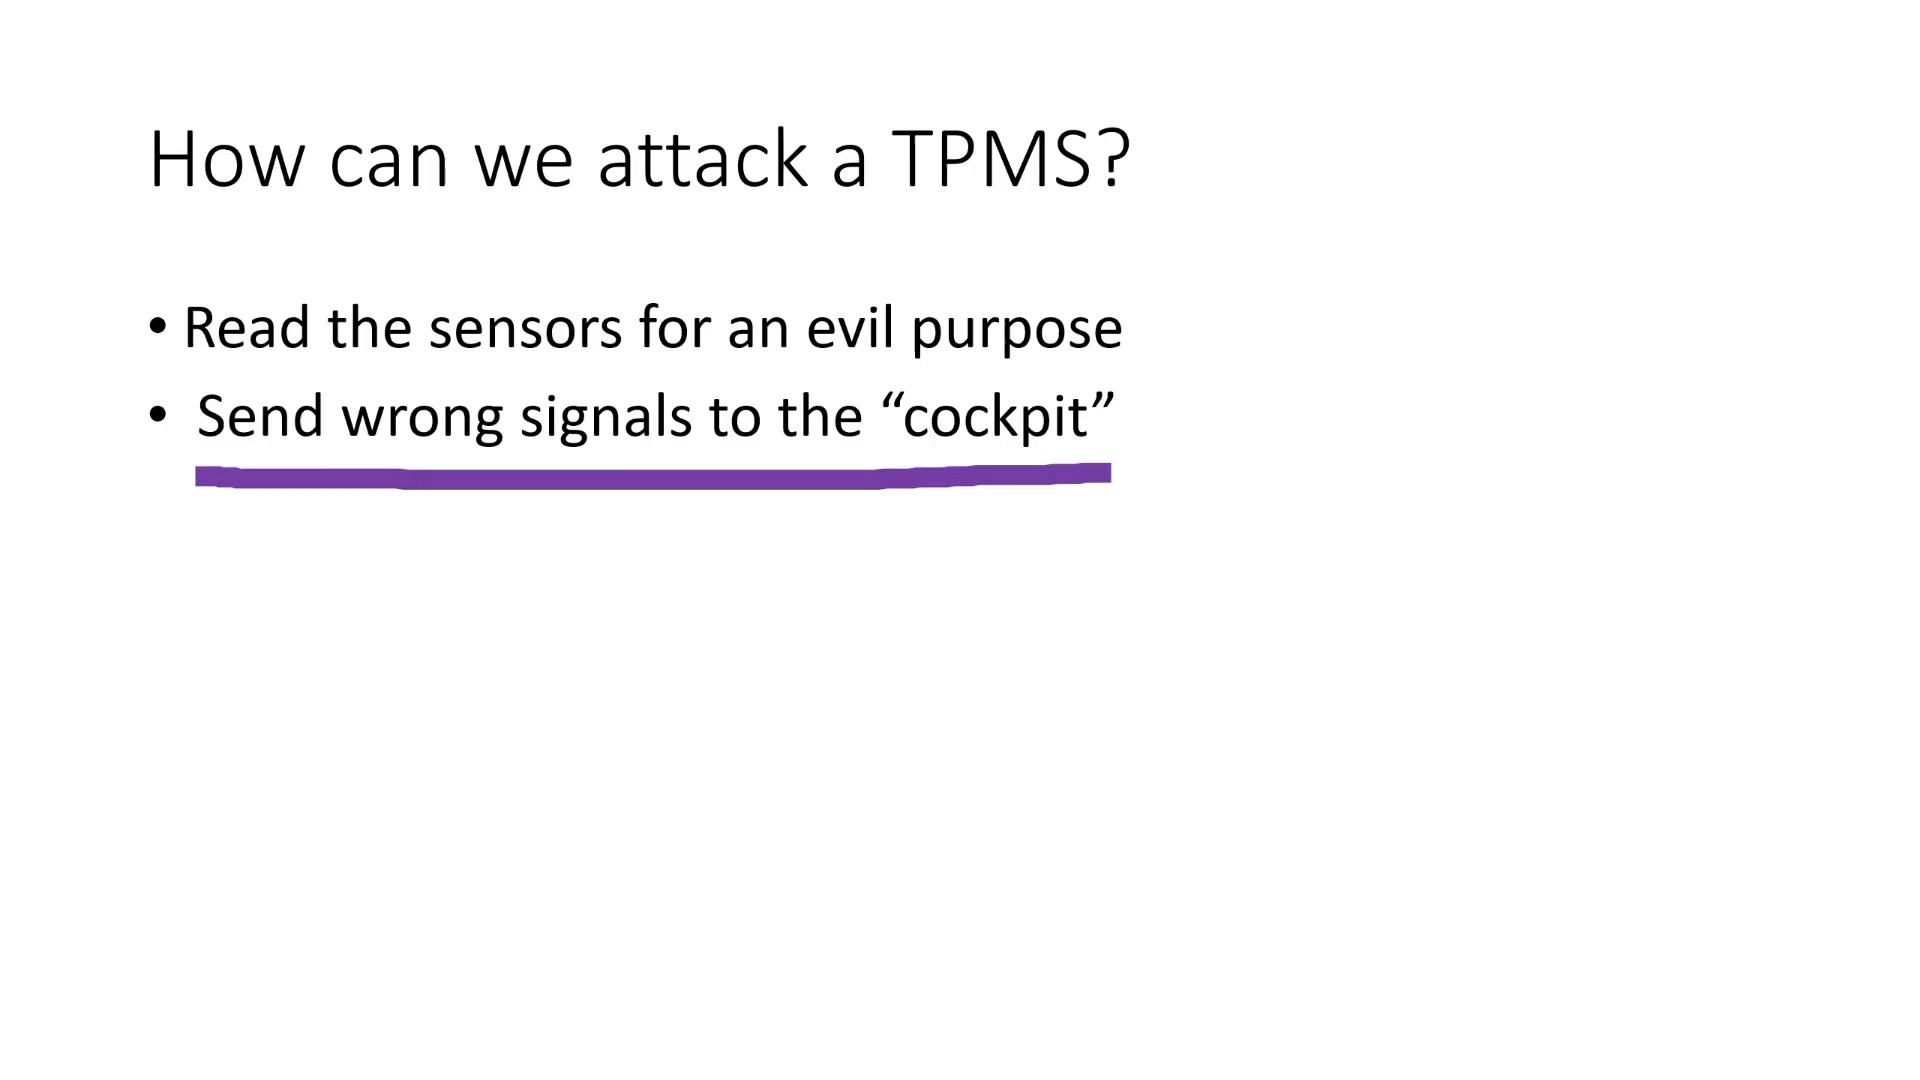 How can we attack a TPMS?
• Read the sensors for an evil purpose
• Send wrong signals to the “cockpit”